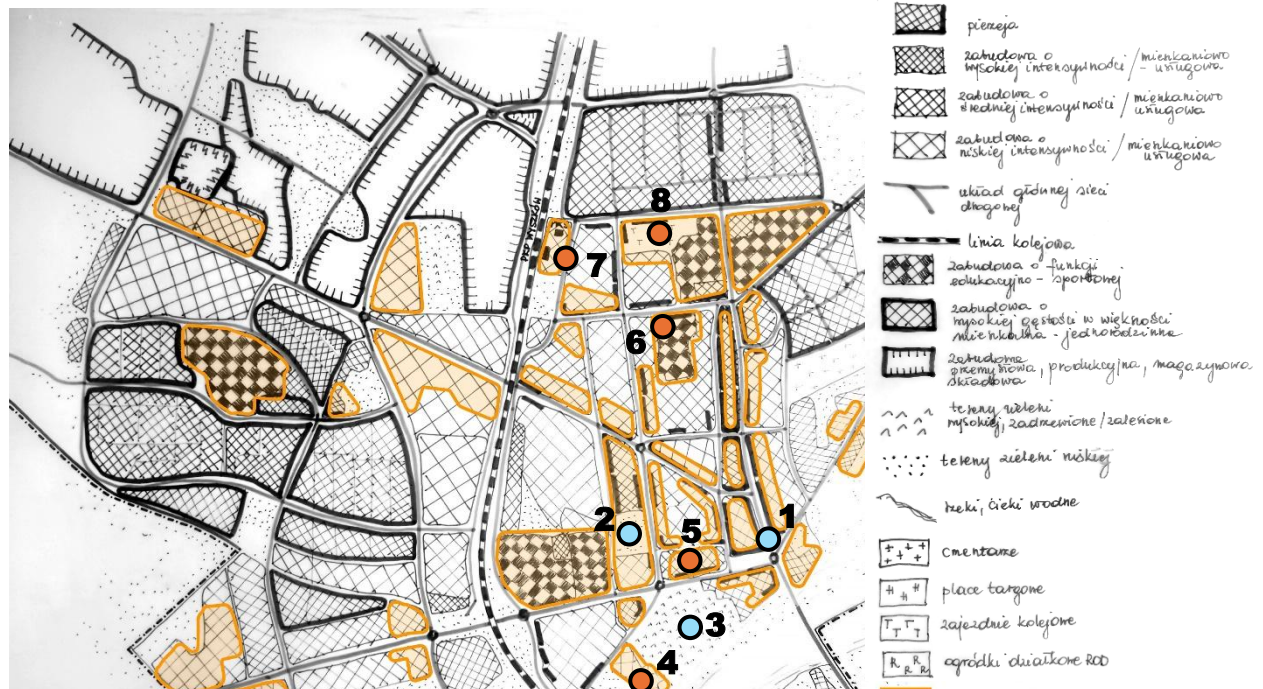 8
7
6
2
1
5
3
4
pierzeja
zabudowa o
wysokiej intensywności / mieszkaniowo
- usługowa
zabudowa o
średniej intensywności / mieszkaniowo
usługowa
zabudowa o
niskiej intensywności / mieszkaniowo
usługowa
układ głównej sieci
drogowej
linia kolejowa
zabudowa o funkcji
edukacyjno - sportowej
zabudowa o
wysokiej gęstości w większości
mieszkalna - jednorodzinna
zabudowa
przemysłowa, produkcyjna, magazynowa
składowa
tereny zieleni
wysokiej, zadrzewione / zalesione
tereny zieleni niskiej
rzeki, cieki wodne
cmentarze
place targowe
zajezdnie kolejowe
ogródki działkowe ROD